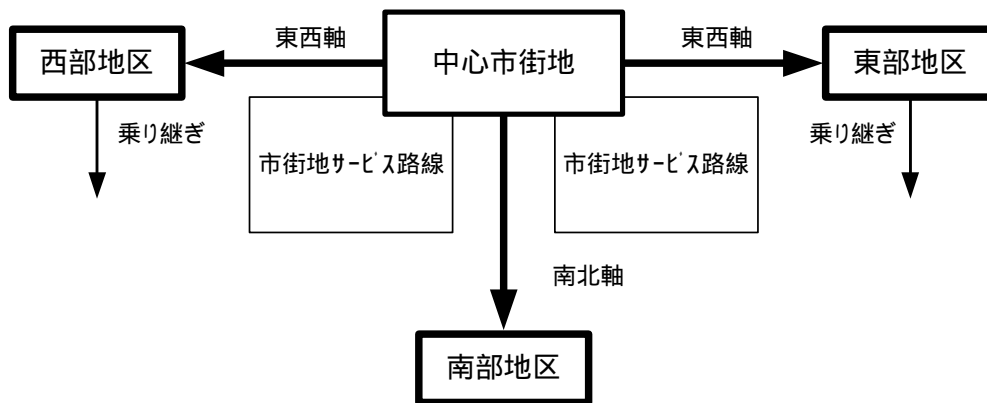 東西軸
東西軸
西部地区
中心市街地
東部地区
乗り継ぎ
乗り継ぎ
市街地ｻｰﾋﾞｽ路線
市街地ｻｰﾋﾞｽ路線
南北軸
南部地区